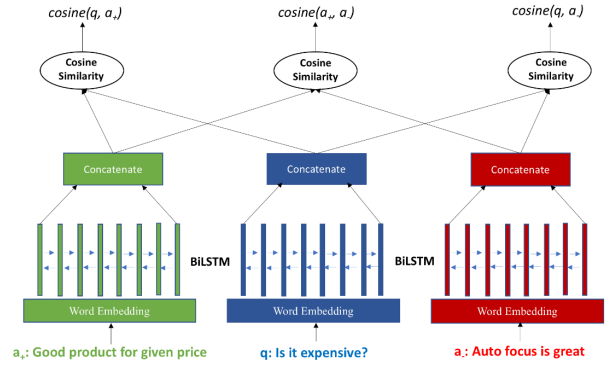 cosine(q, a+)
cosine(a+, a-)
cosine(q, a-)
Cosine
Similarity
Cosine
Similarity
Cosine
Similarity
Concatenate
Concatenate
Concatenate
BiLSTM
BiLSTM
Word Embedding
Word Embedding
Word Embedding
a+: Good product for given price
q: Is it expensive?
a-: Auto focus is great